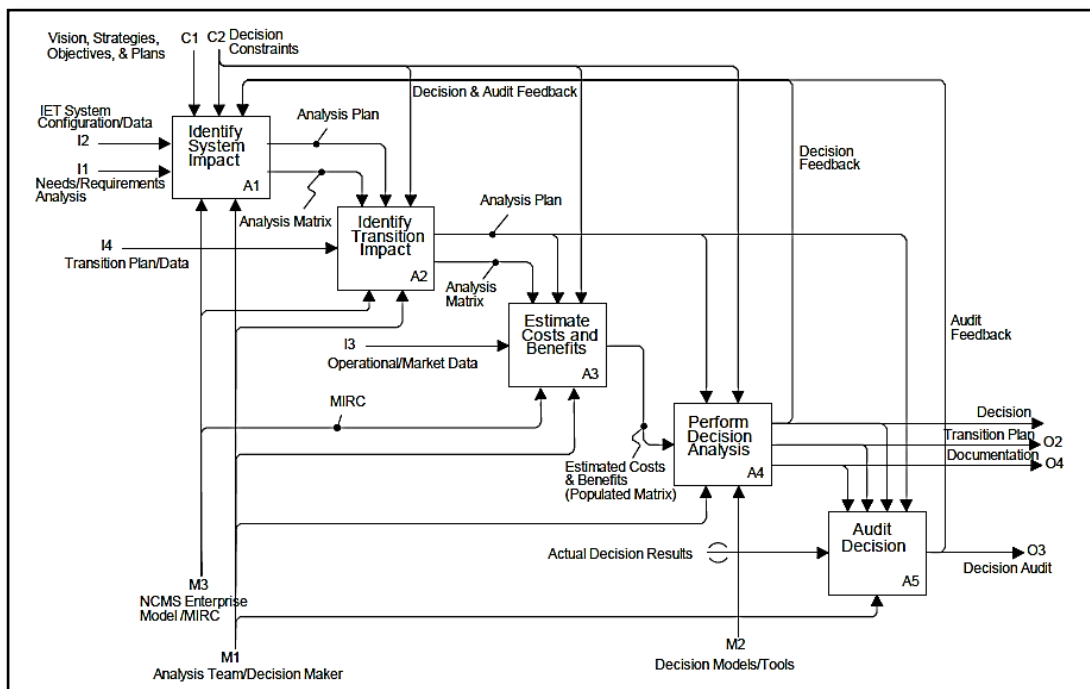 Vision, Strategies,
Objectives, & Plans
C1
C2
Decision
Constraints
Decision & Audit Feedback
IET System
Configuration/Data
I2
I1
Needs/Requirements
Analysis
Identify
System
Impact
A1
Analysis Plan
Analysis Matrix
Decision
Feedback
I4
Transition Plan/Data
Identify
Transition
Impact
A2
Analysis Plan
Analysis
Matrix
Estimate
Costs and
Benefits
A3
I3
Operational/Market Data
Audit
Feedback
MIRC
Perform
Decision
Analysis
A4
Estimated Costs
& Benefits
(Populated Matrix)
Decision
Transition Plan
O2
Documentation
O4
Actual Decision Results
Audit
Decision
A5
O3
Decision Audit
M3
NCMS Enterprise
Model /MIRC
M1
Analysis Team/Decision Maker
M2
Decision Models/Tools